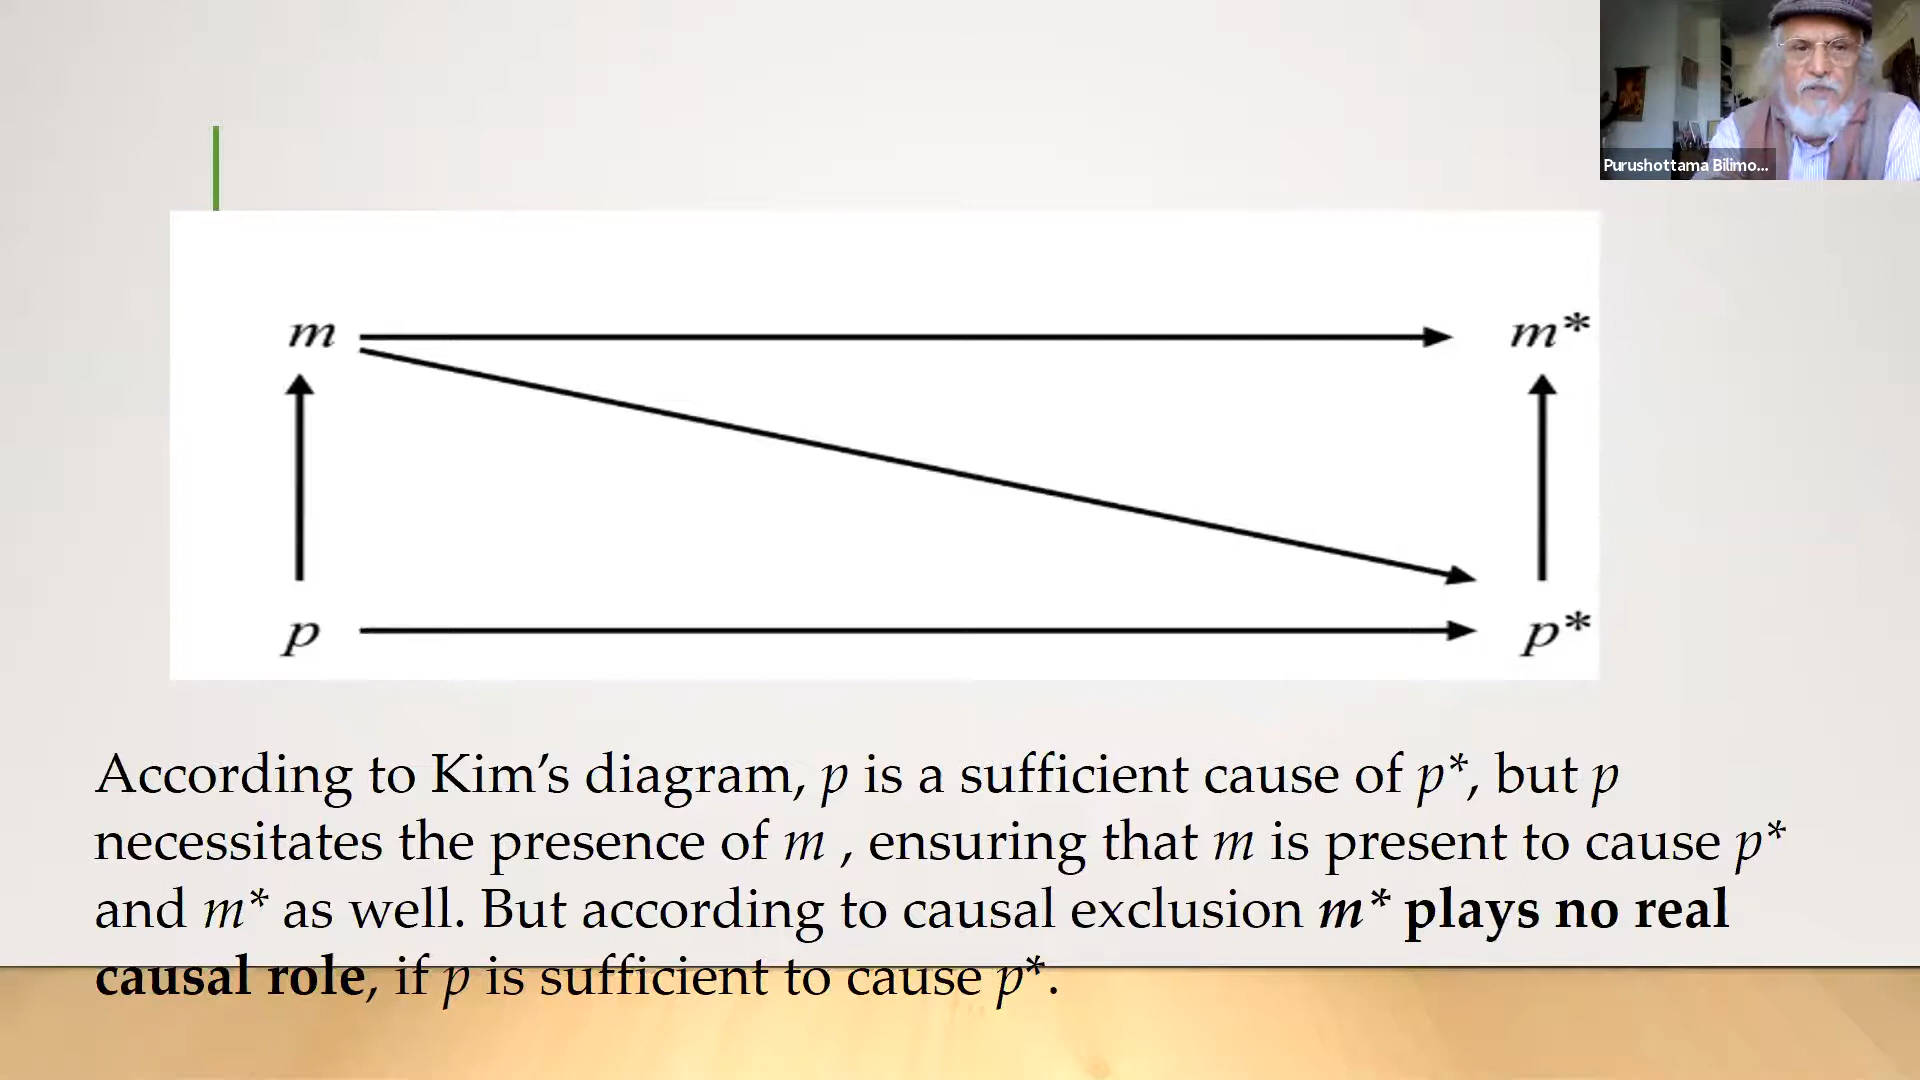 Purushottama Bilimo...
m
m*
p
p*
According to Kim’s diagram, p is a sufficient cause of p*, but p
necessitates the presence of m , ensuring that m is present to cause p*
and m* as well. But according to causal exclusion m* plays no real
causal role, if p is sufficient to cause p*.